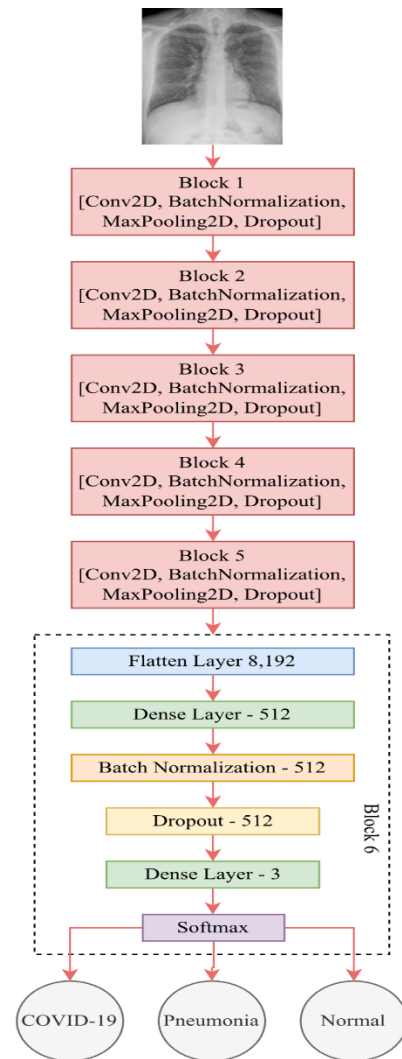 Block 1
[Conv2D, BatchNormalization,
MaxPooling2D, Dropout]
Block 2
[Conv2D, BatchNormalization,
MaxPooling2D, Dropout]
Block 3
[Conv2D, BatchNormalization,
MaxPooling2D, Dropout]
Block 4
[Conv2D, BatchNormalization,
MaxPooling2D, Dropout]
Block 5
[Conv2D, BatchNormalization,
MaxPooling2D, Dropout]
Flatten Layer 8,192
Dense Layer - 512
Batch Normalization - 512
Dropout - 512
Dense Layer - 3
Softmax
Block 6
COVID-19
Pneumonia
Normal